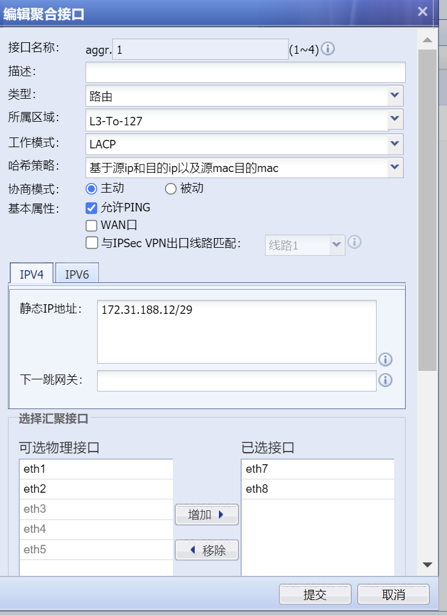 编辑聚合接口
接口名称： aggr. 1 (1~4)
描述：
类型： 路由
所属区域： L3-To-127
工作模式： LACP
哈希策略： 基于源ip和目的ip以及源mac目的mac
协商模式： 主动 被动
基本属性： 允许PING
WAN口
与IPSec VPN出口线路匹配： 线路1
IPV4 IPV6
静态IP地址： 172.31.188.12/29
下一跳网关：
选择汇聚接口
可选物理接口 已选接口
eth1 eth7
eth2 eth8
eth3
增加
eth4
eth5
移除
提交 取消